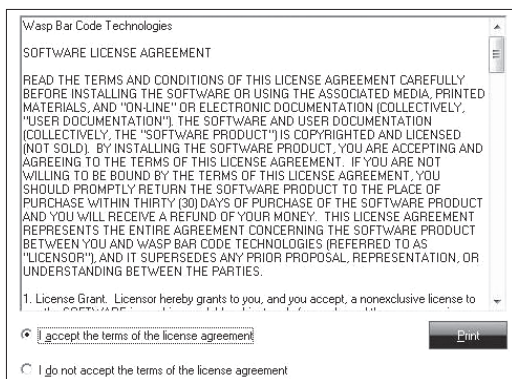 Wasp Bar Code Technologies
SOFTWARE LICENSE AGREEMENT
READ THE TERMS AND CONDITIONS OF THIS LICENSE AGREEMENT CAREFULLY
BEFORE INSTALLING THE SOFTWARE OR USING THE ASSOCIATED MEDIA, PRINTED
MATERIALS, AND "ON-LINE" OR ELECTRONIC DOCUMENTATION (COLLECTIVELY,
"USER DOCUMENTATION"). THE SOFTWARE AND USER DOCUMENTATION
(COLLECTIVELY, THE "SOFTWARE PRODUCT") IS COPYRIGHTED AND LICENSED
(NOT SOLD). BY INSTALLING THE SOFTWARE PRODUCT, YOU ARE ACCEPTING AND
AGREEING TO THE TERMS OF THIS LICENSE AGREEMENT. IF YOU ARE NOT
WILLING TO BE BOUND BY THE TERMS OF THIS LICENSE AGREEMENT, YOU
SHOULD PROMPTLY RETURN THE SOFTWARE PRODUCT TO THE PLACE OF
PURCHASE WITHIN THIRTY (30) DAYS OF PURCHASE OF THE SOFTWARE PRODUCT
AND YOU WILL RECEIVE A REFUND OF YOUR MONEY. THIS LICENSE AGREEMENT
REPRESENTS THE ENTIRE AGREEMENT CONCERNING THE SOFTWARE PRODUCT
BETWEEN YOU AND WASP BAR CODE TECHNOLOGIES (REFERRED TO AS
"LICENSOR"), AND IT SUPERSEDES ANY PRIOR PROPOSAL, REPRESENTATION, OR
UNDERSTANDING BETWEEN THE PARTIES.
1. License Grant. Licensor hereby grants to you, and you accept, a nonexclusive license to
I accept the terms of the license agreement
Print
I do not accept the terms of the license agreement